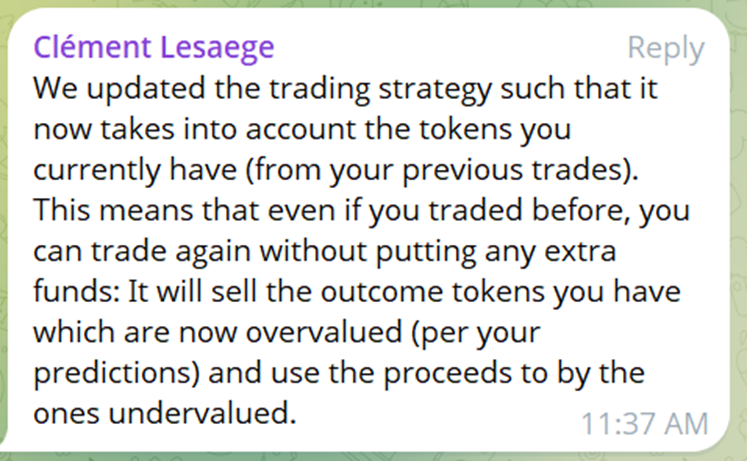 Clément Lesaege
Reply
We updated the trading strategy such that it
now takes into account the tokens you
currently have (from your previous trades).
This means that even if you traded before, you
can trade again without putting any extra
funds: It will sell the outcome tokens you have
which are now overvalued (per your
predictions) and use the proceeds to by the
ones undervalued.
11:37 AM